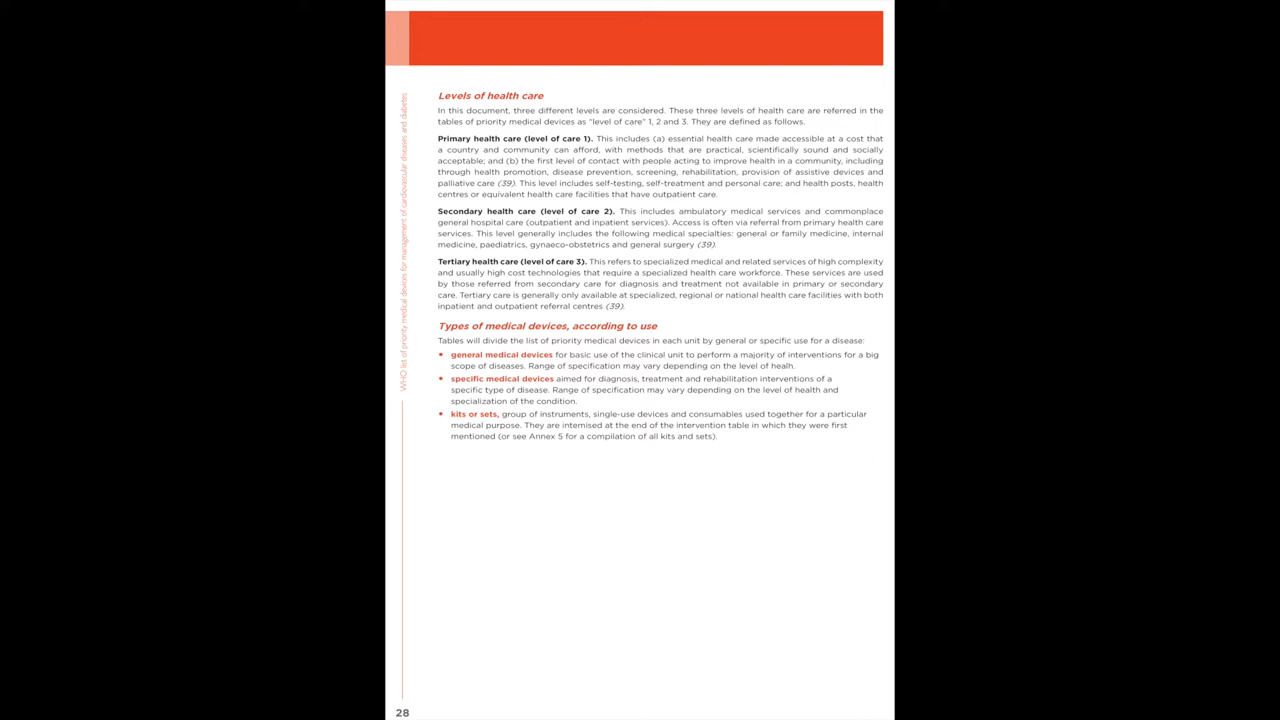 Levels of health care
In this document, three different levels are considered. These three levels of health care are referred in the
tables of priority medical devices as “level of care” 1, 2 and 3. They are defined as follows.
Primary health care (level of care 1). This includes (a) essential health care made accessible at a cost that
a country and community can afford, with methods that are practical, scientifically sound and socially
acceptable; and (b) the first level of contact with people acting to improve health in a community, including
through health promotion, disease prevention, screening, rehabilitation, provision of assistive devices and
palliative care (39). This level includes self-testing, self-treatment and personal care; and health posts, health
centres or equivalent health care facilities that have outpatient care.
Secondary health care (level of care 2). This includes ambulatory medical services and commonplace
general hospital care (outpatient and inpatient services). Access is often via referral from primary health care
services. This level generally includes the following medical specialties: general or family medicine, internal
medicine, paediatrics, gynaeco-obstetrics and general surgery (39).
Tertiary health care (level of care 3). This refers to specialized medical and related services of high complexity
and usually high cost technologies that require a specialized health care workforce. These services are used
by those referred from secondary care for diagnosis and treatment not available in primary or secondary
care. Tertiary care is generally only available at specialized, regional or national health care facilities with both
inpatient and outpatient referral centres (39).
Types of medical devices, according to use
Tables will divide the list of priority medical devices in each unit by general or specific use for a disease:
• general medical devices for basic use of the clinical unit to perform a majority of interventions for a big
scope of diseases. Range of specification may vary depending on the level of healh.
• specific medical devices aimed for diagnosis, treatment and rehabilitation interventions of a
specific type of disease. Range of specification may vary depending on the level of health and
specialization of the condition.
• kits or sets, group of instruments, single-use devices and consumables used together for a particular
medical purpose. They are intemised at the end of the intervention table in which they were first
mentioned (or see Annex 5 for a compilation of all kits and sets).
WHO list of priority medical devices for management of cardiovascular diseases and diabetes
28